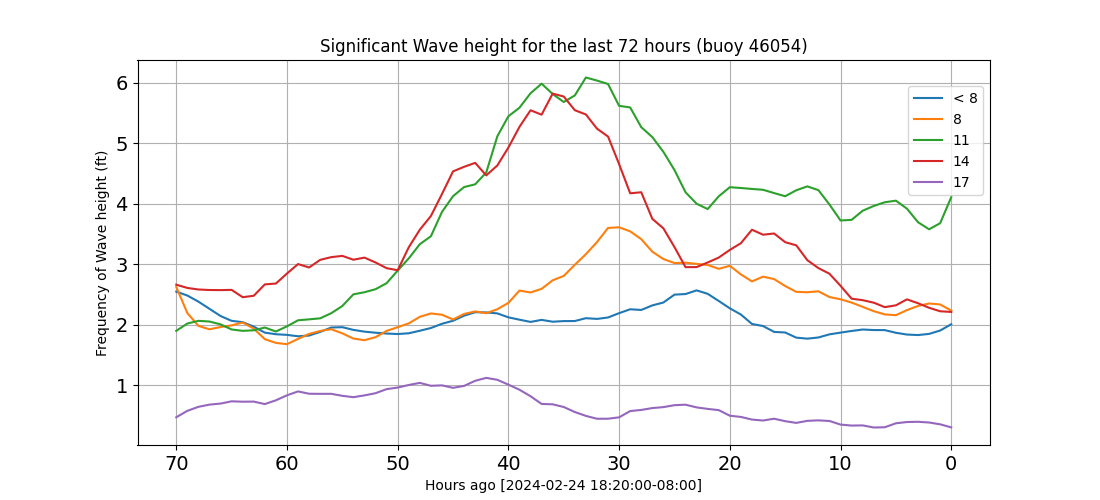 Significant Wave height for the last 72 hours (buoy 46054)
Frequency of Wave height (ft)
6
5
4
3
2
1
< 8
8
11
14
17
70 60 50 40 30 20 10 0
Hours ago [2024-02-24 18:20:00-08:00]